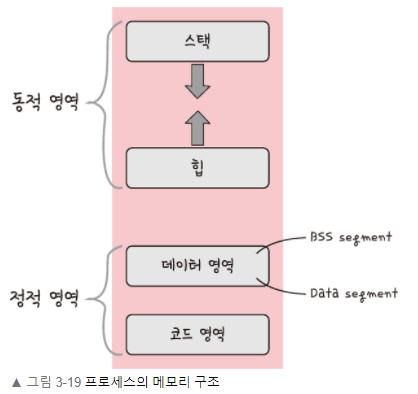 스택
동적 영역
힙
BSS segment
데이터 영역
정적 영역
Data segment
코드 영역
▲ 그림 3-19 프로세스의 메모리 구조